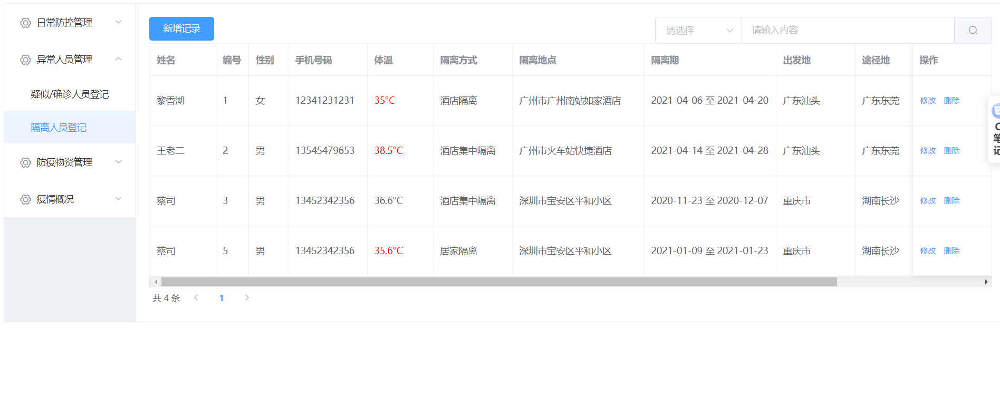 日常防控管理
异常人员管理
疑似/确诊人员登记
隔离人员登记
防疫物资管理
疫情概况
新增记录
请选择 请输入内容
姓名 编号 性别 手机号码 体温 隔离方式 隔离地点 隔离期 出发地 途径地 操作
黎香湖 1 女 12341231231 35°C 酒店隔离 广州市广州南站如家酒店 2021-04-06 至 2021-04-20 广东汕头 广东东莞 修改 删除
王老二 2 男 13545479653 38.5°C 酒店集中隔离 广州市火车站快捷酒店 2021-04-14 至 2021-04-28 广东汕头 广东东莞 修改 删除
蔡司 3 男 13452342356 36.6°C 酒店集中隔离 深圳市宝安区平和小区 2020-11-23 至 2020-12-07 重庆市 湖南长沙 修改 删除
蔡司 5 男 13452342356 35.6°C 居家隔离 深圳市宝安区平和小区 2021-01-09 至 2021-01-23 重庆市 湖南长沙 修改 删除
共 4 条 1
C
笔
记